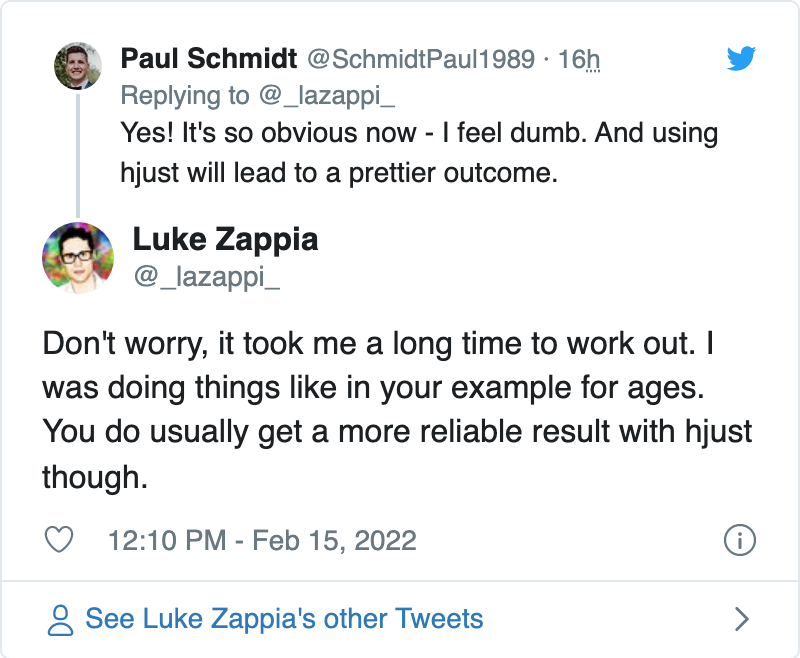 Paul Schmidt @SchmidtPaul1989 · 16h
Replying to @_lazappi_
Yes! It's so obvious now - I feel dumb. And using
hjust will lead to a prettier outcome.
Luke Zappia
@_lazappi_
Don't worry, it took me a long time to work out. I
was doing things like in your example for ages.
You do usually get a more reliable result with hjust
though.
12:10 PM - Feb 15, 2022
See Luke Zappia's other Tweets